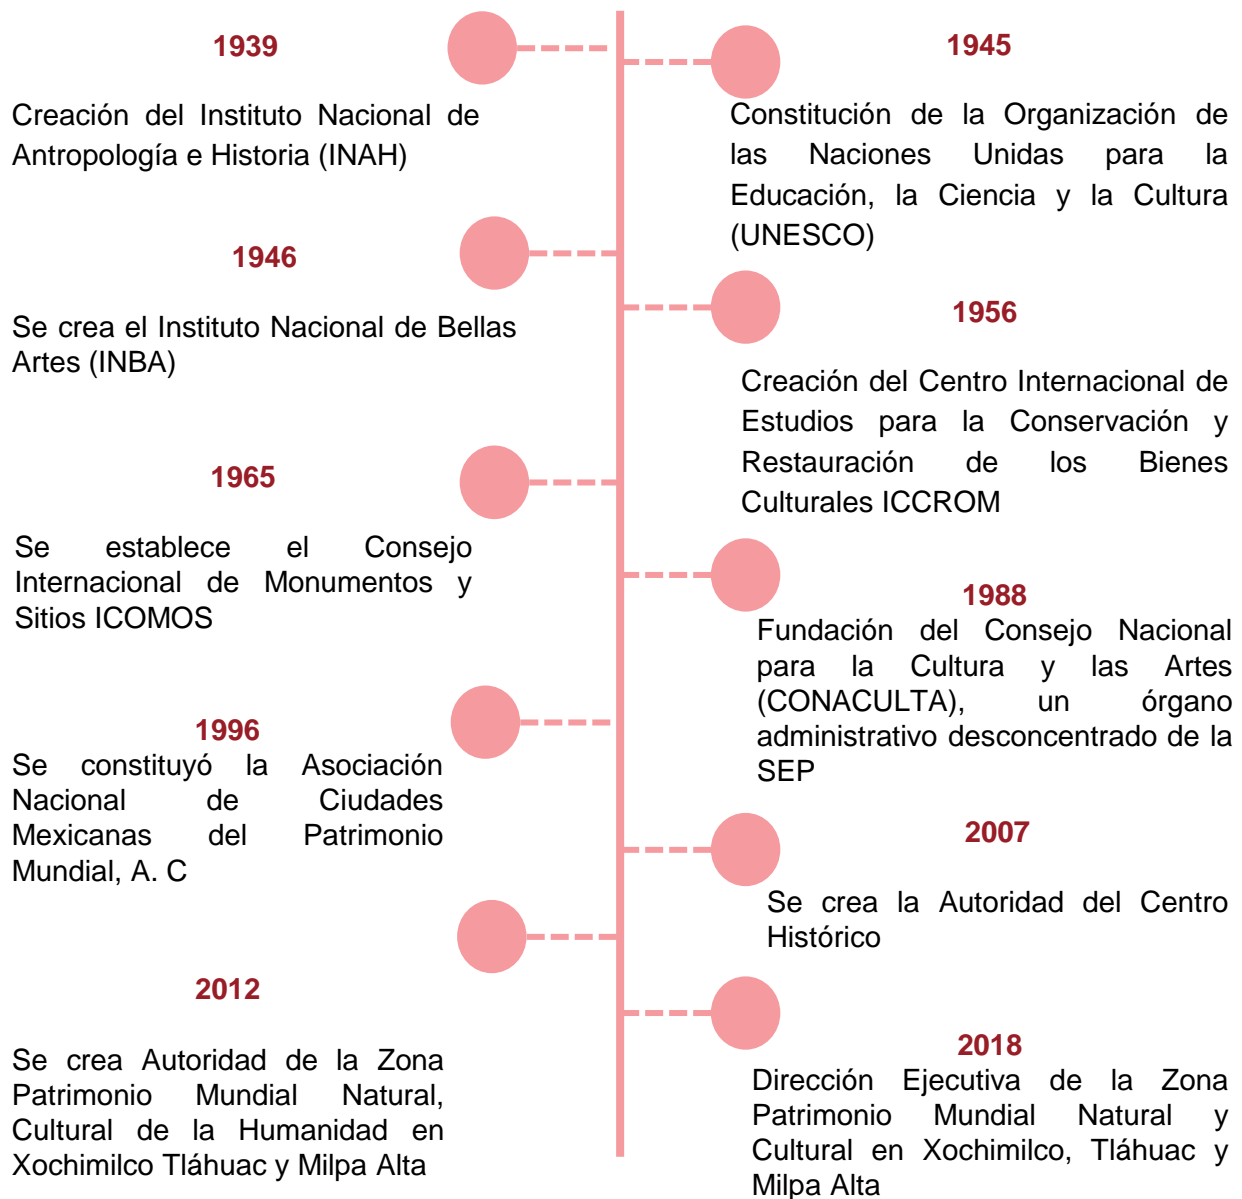 1939
Creación del Instituto Nacional de
Antropología e Historia (INAH)
1945
Constitución de la Organización de
las Naciones Unidas para la
Educación, la Ciencia y la Cultura
(UNESCO)
1946
Se crea el Instituto Nacional de Bellas
Artes (INBA)
1956
Creación del Centro Internacional de
Estudios para la Conservación y
Restauración de los Bienes
Culturales ICCROM
1965
Se establece el Consejo
Internacional de Monumentos y
Sitios ICOMOS
1988
Fundación del Consejo Nacional
para la Cultura y las Artes
(CONACULTA), un órgano
administrativo desconcentrado de la
SEP
1996
Se constituyó la Asociación
Nacional de Ciudades
Mexicanas del Patrimonio
Mundial, A. C
2007
Se crea la Autoridad del Centro
Histórico
2012
Se crea Autoridad de la Zona
Patrimonio Mundial Natural,
Cultural de la Humanidad en
Xochimilco Tláhuac y Milpa Alta
2018
Dirección Ejecutiva de la Zona
Patrimonio Mundial Natural y
Cultural en Xochimilco, Tláhuac y
Milpa Alta